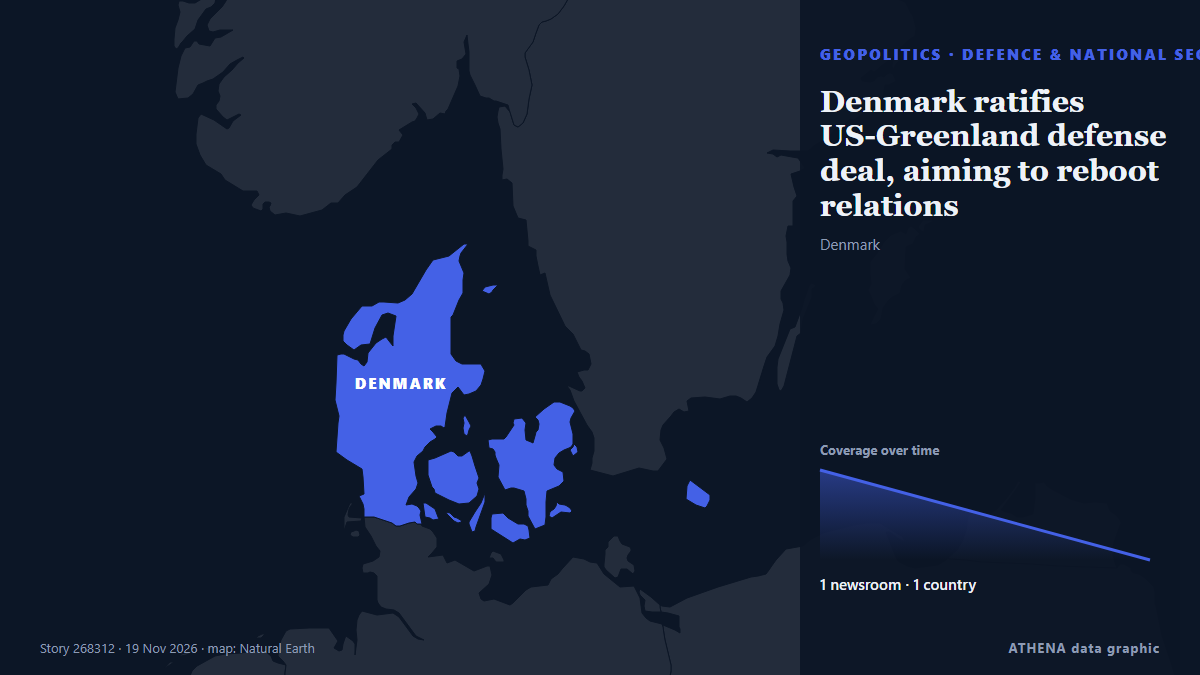 GEOPOLITICS · DEFENCE & NATIONAL
Denmark ratifies
US-Greenland defense
deal, aiming to reboot
relations
Denmark
DENMARK
Coverage over time
1 newsroom · 1 country
Story 268312 · 19 Nov 2026 · map: Natural Earth
ATHENA data graphic